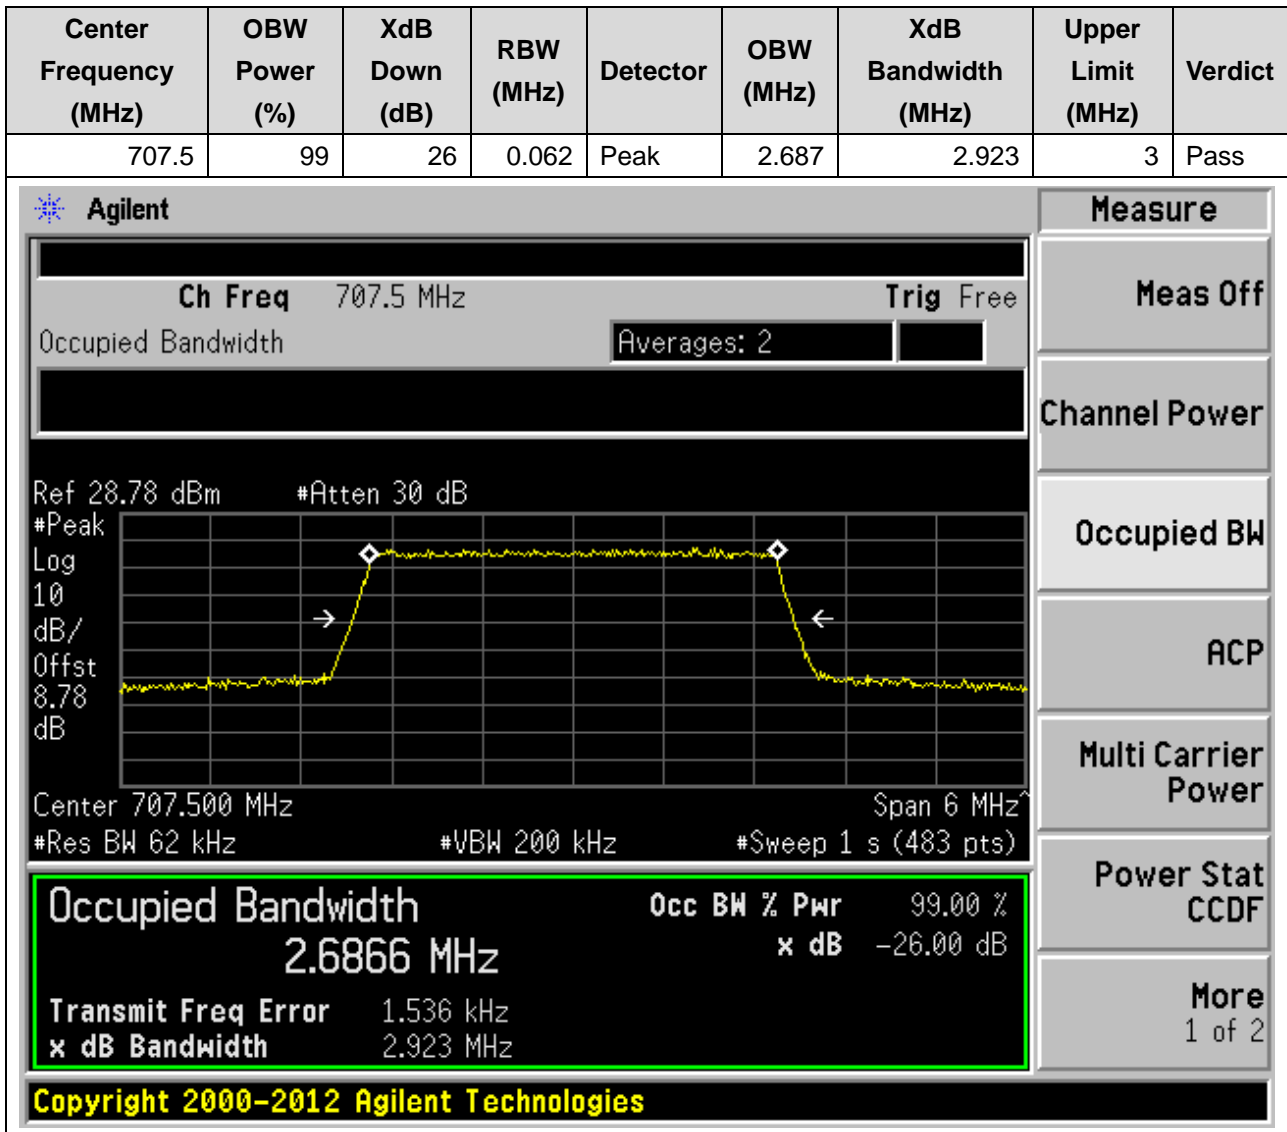 Center Frequency (MHz) OBW Power (%) XdB Down (dB) RBW (MHz) Detector OBW (MHz) XdB Bandwidth (MHz) Upper Limit (MHz) Verdict
707.5 99 26 0.062 Peak 2.687 2.923 3 Pass
Agilent
Ch Freq 707.5 MHz Trig Free
Occupied Bandwidth Averages: 2
Ref 28.78 dBm #Atten 30 dB
#Peak
Log
10
dB/
Offst
8.78
dB
Center 707.500 MHz Span 6 MHz^
#Res BW 62 kHz #VBW 200 kHz #Sweep 1 s (483 pts)
Occupied Bandwidth Occ BW % Pwr 99.00 %
2.6866 MHz x dB -26.00 dB
Transmit Freq Error 1.536 kHz
x dB Bandwidth 2.923 MHz
Copyright 2000-2012 Agilent Technologies
Measure
Meas Off
Channel Power
Occupied BW
ACP
Multi Carrier
Power
Power Stat
CCDF
More
1 of 2